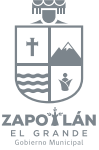 ZAPOTLÁN
EL GRANDE
Gobierno Municipal